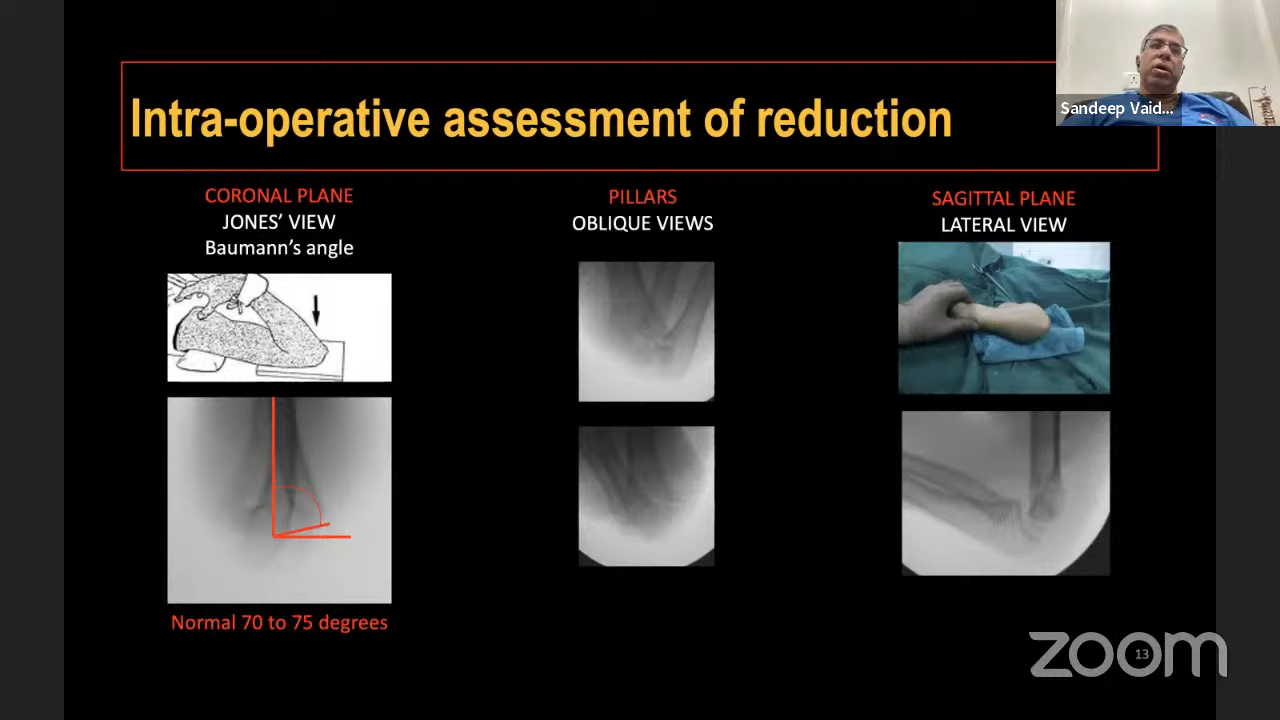 Intra-operative assessment of reduction
Sandeep Vaid...
CORONAL PLANE
JONES' VIEW
Baumann's angle
Normal 70 to 75 degrees
PILLARS
OBLIQUE VIEWS
SAGITTAL PLANE
LATERAL VIEW
zoom
13